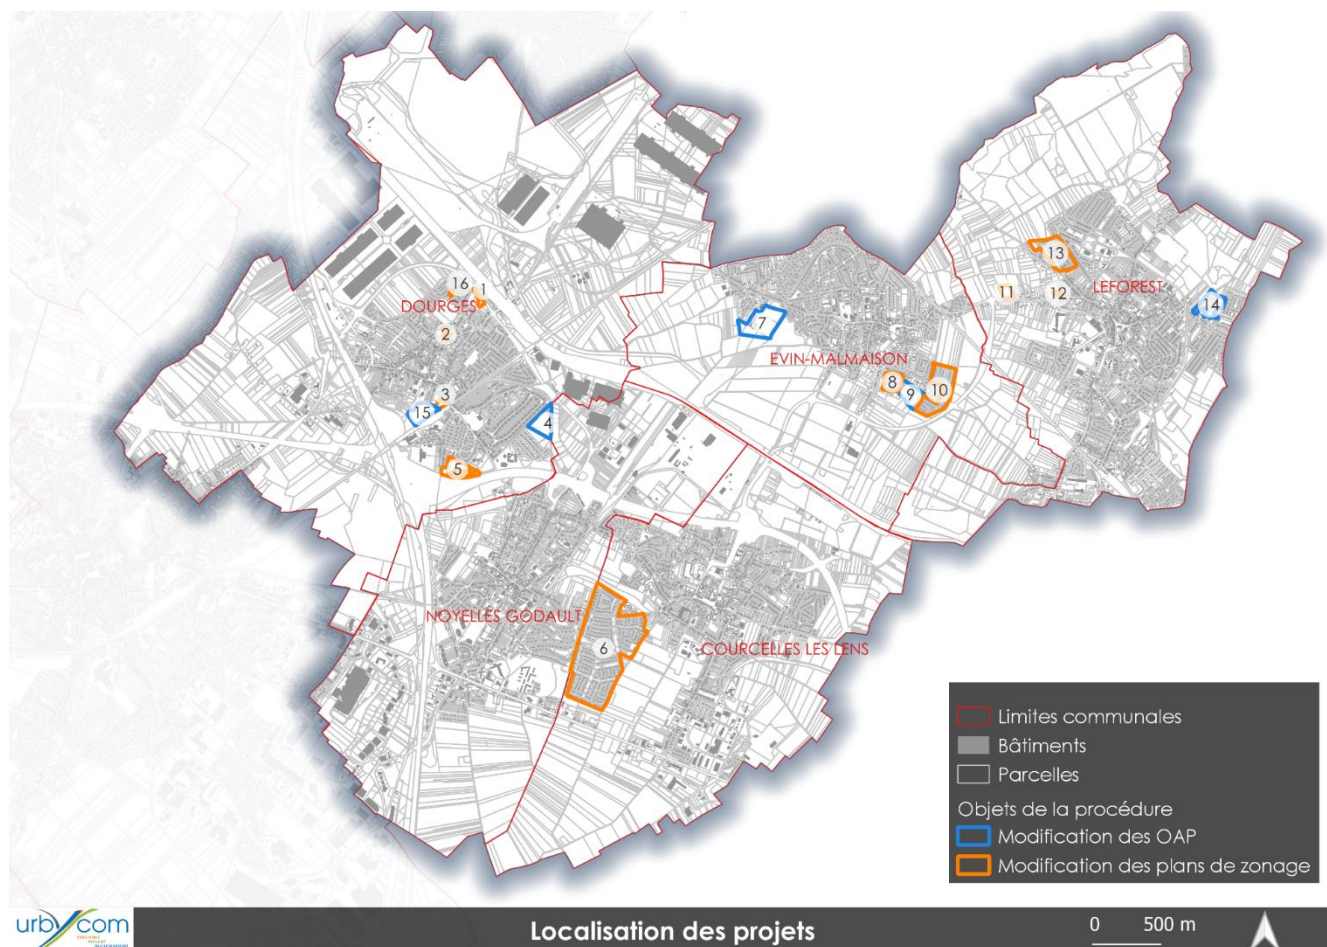 13
16
1
11
12
LEFOREST
14
DOURGES
7
2
EVIN-MALMAISON
8
9
10
3
15
4
5
NOYELLES GODAULT
6
COURCELLES LES LENS
Limites communales
Bâtiments
Parcelles
Objets de la procédure
Modification des OAP
Modification des plans de zonage
urbycom
Localisation des projets
0 500 m